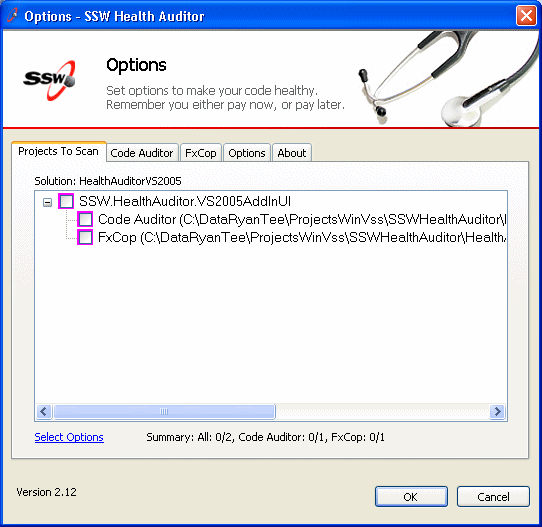 Options - SSW Health Auditor
SSW
Options
Set options to make your code healthy.
Remember you either pay now, or pay later.
Projects To Scan Code Auditor FxCop Options About
Solution: HealthAuditorVS2005
SSW.HealthAuditor.VS2005AddInUI
Code Auditor (C:\DataRyanTee\ProjectsWinVss\SSWHealthAuditor\
FxCop (C:\DataRyanTee\ProjectsWinVss\SSWHealthAuditor\Health
Select Options Summary: All: 0/2, Code Auditor: 0/1, FxCop: 0/1
Version 2.12
OK Cancel